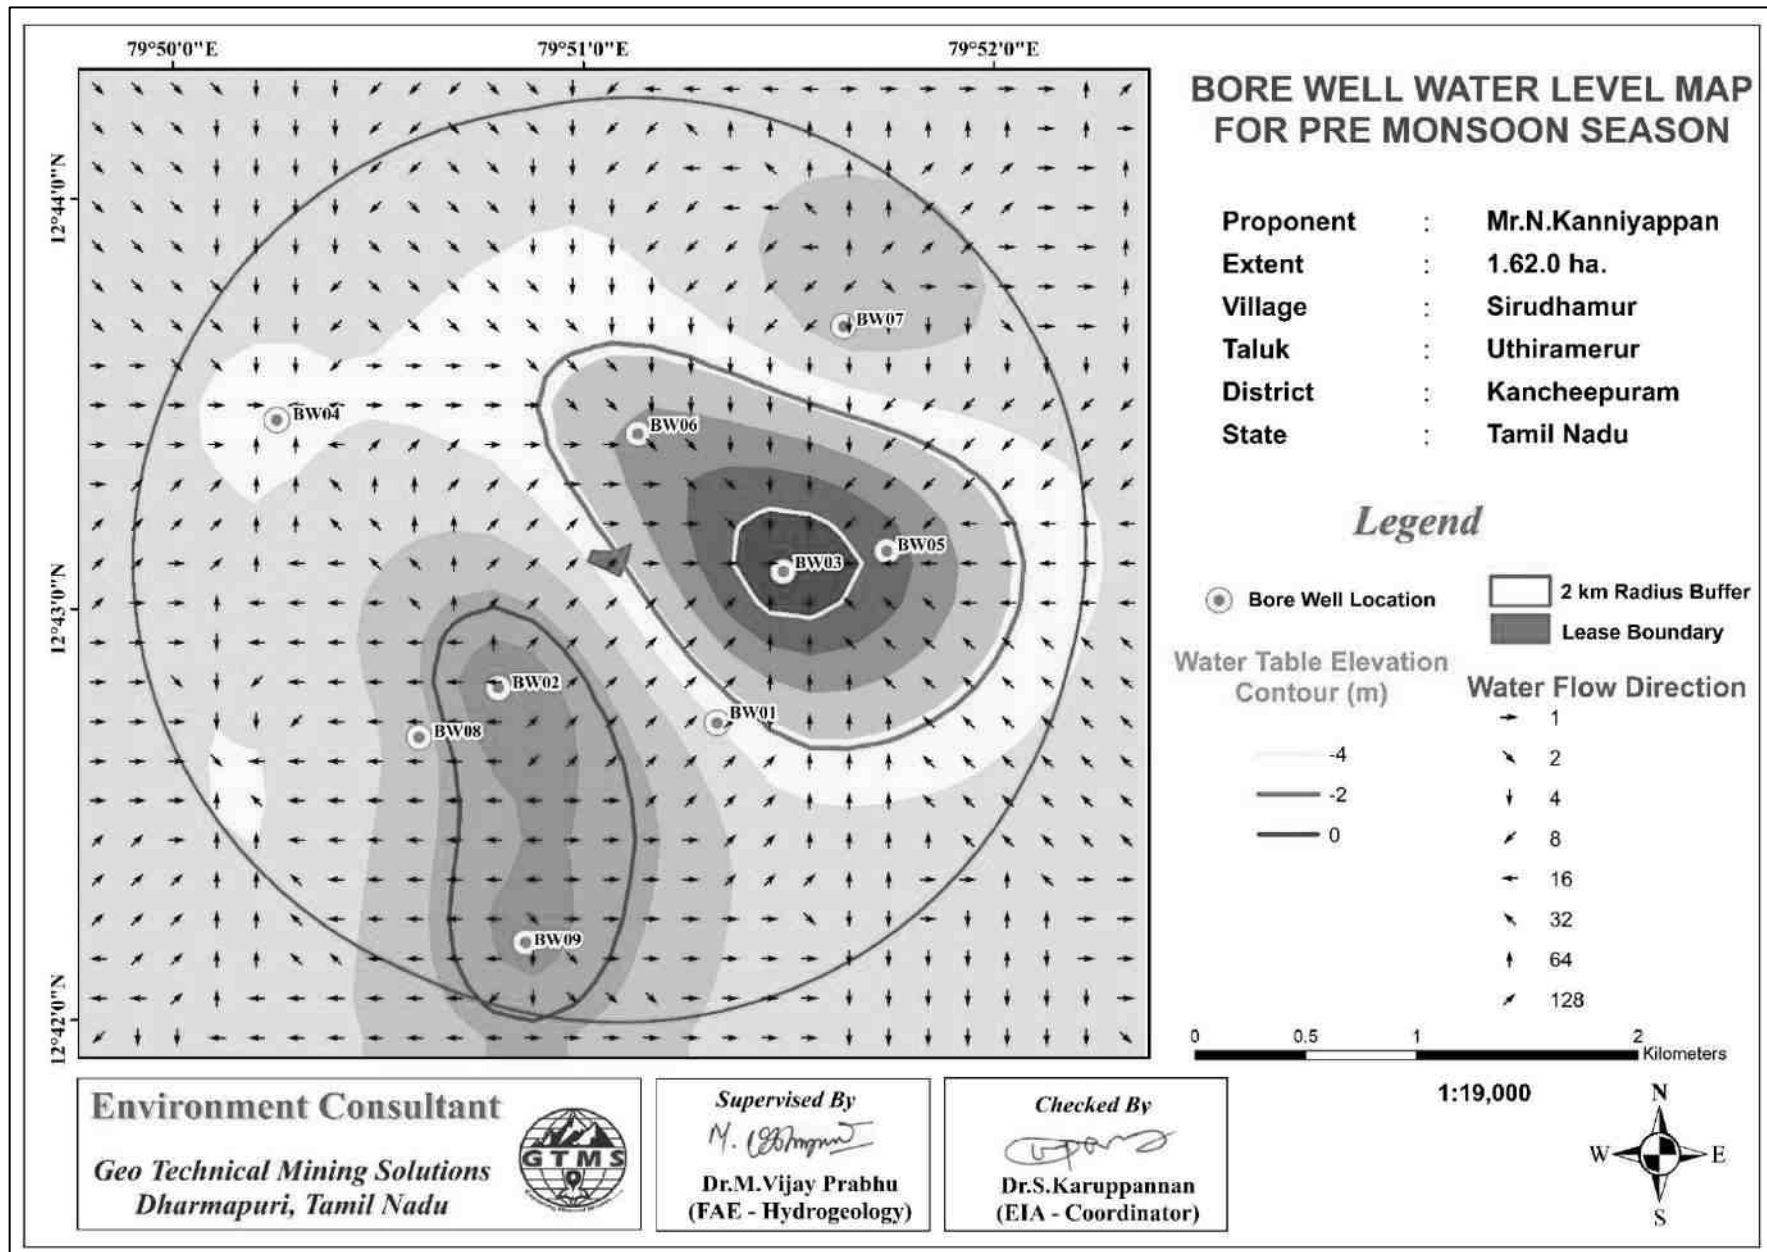 79°50'0"E 79°51'0"E 79°52'0"E
12°44'0"N
12°43'0"N
12°42'0"N
BW07
BW04
BW06
BW05
BW03
BW02
BW01
BW08
BW09
BORE WELL WATER LEVEL MAP
FOR PRE MONSOON SEASON
Proponent : Mr.N.Kanniyappan
Extent : 1.62.0 ha.
Village : Sirudhamur
Taluk : Uthiramerur
District : Kancheepuram
State : Tamil Nadu
Legend
Bore Well Location
2 km Radius Buffer
Lease Boundary
Water Table Elevation
Contour (m)
-4
-2
0
Water Flow Direction
1
2
4
8
16
32
64
128
0 0.5 1 2
Kilometers
1:19,000
N
W E
S
Environment Consultant
Geo Technical Mining Solutions
Dharmapuri, Tamil Nadu
GTMS
Supervised By
Dr.M.Vijay Prabhu
(FAE - Hydrogeology)
Checked By
Dr.S.Karuppannan
(EIA - Coordinator)